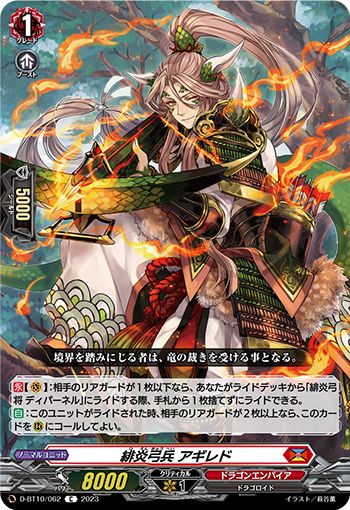 1
グレード
ブースト
5000
シールド
境界を踏みにじる者は、竜の裁きを受ける事となる。
永【】:相手のリアガードが1枚以下なら、あなたがライドデッキから「緋炎弓
将 ディパーネル」にライドする際、手札から1枚捨てずにライドできる。
自:このユニットがライドされた時、相手のリアガードが2枚以上なら、このカー
ドをにコールしてよい。
ノーマルユニット
緋炎弓兵 アギレド
パワー
8000
クリティカル
1
ドラゴンエンパイア
ドラゴロイド
D-BT10/062 C 2023
イラスト/萩谷薫